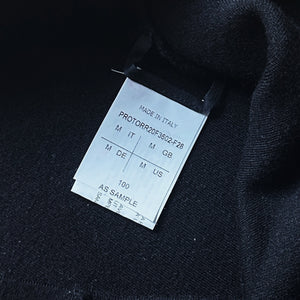 MADE IN ITALY
PROTORR20F3602-F28
M IT M GB
M DE M US
100
AS SAMPLE